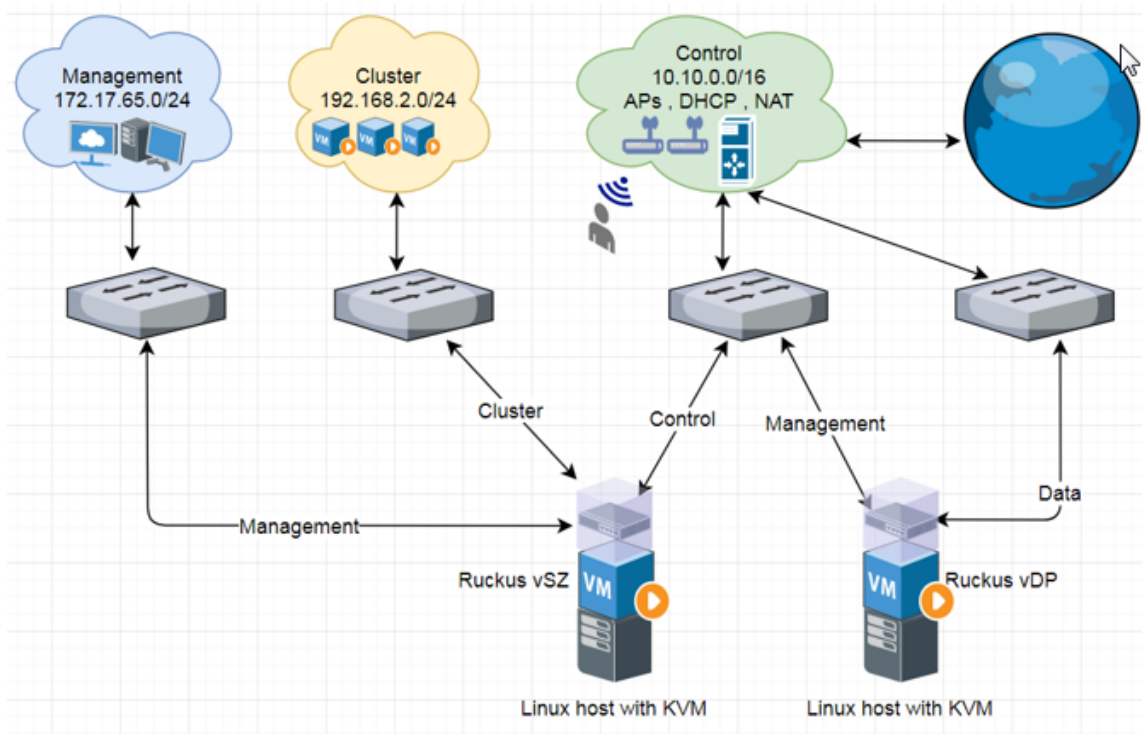 Management
172.17.65.0/24
Cluster
192.168.2.0/24
Control
10.10.0.0/16
APs , DHCP , NAT
VM
VM
VM
Cluster
Control
Management
Data
Management
Ruckus vSZ
VM
VM
Ruckus vDP
Linux host with KVM
Linux host with KVM